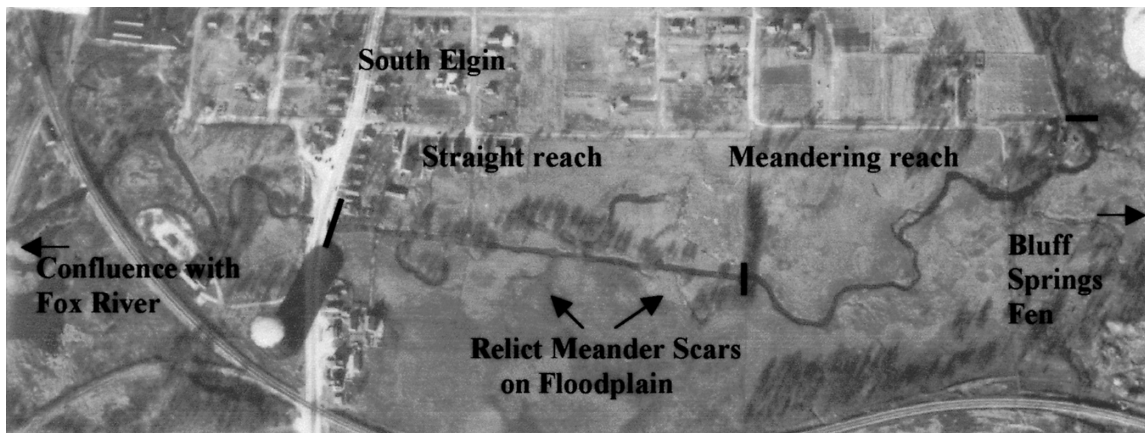 South Elgin
Straight reach
Meandering reach
Confluence with
Fox River
Bluff
Springs
Fen
Relict Meander Scars
on Floodplain